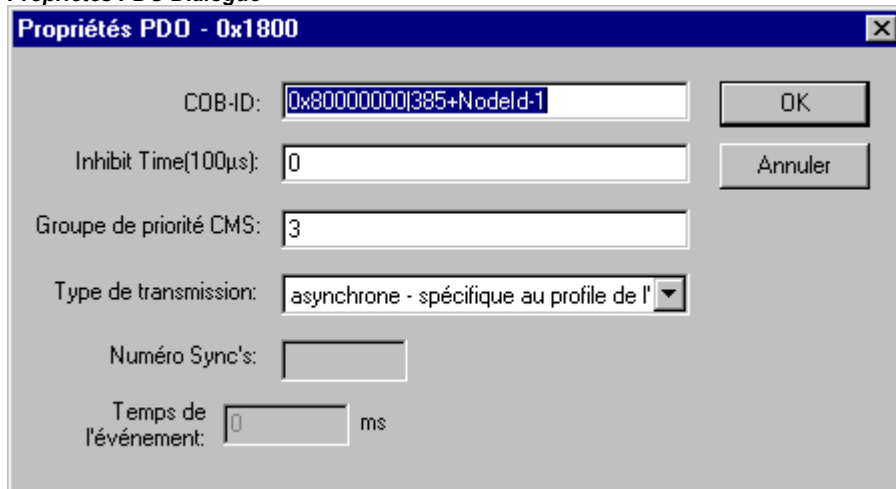 Propriétés PDO - 0x1800
COB-ID: 0x80000000|385+NodeId-1 OK
Inhibit Time(100µs): 0 Annuler
Groupe de priorité CMS: 3
Type de transmission: asynchrone - spécifique au profile de l'
Numéro Sync's:
Temps de l'événement: 0 ms